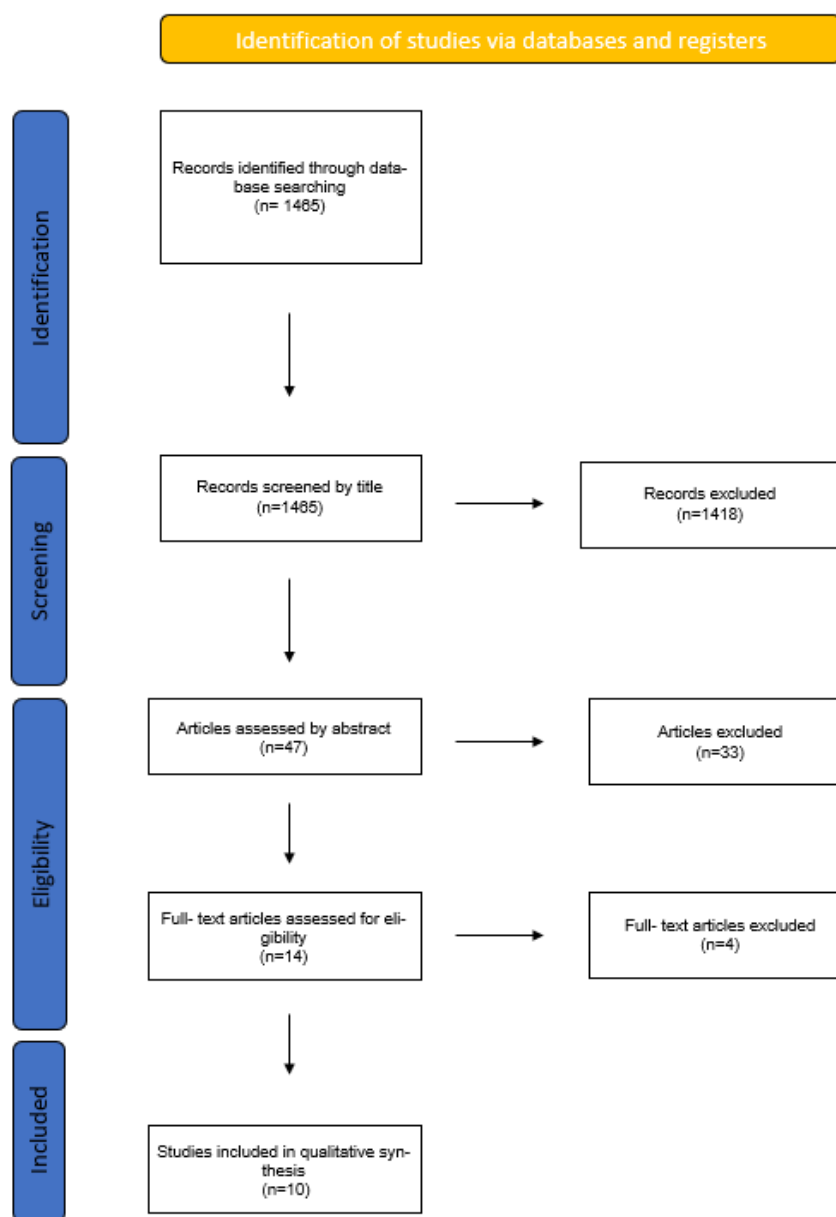 Identification of studies via databases and registers
Identification
Records identified through data-
base searching
(n= 1465)
Screening
Records screened by title
(n=1465)
Records excluded
(n=1418)
Eligibility
Articles assessed by abstract
(n=47)
Articles excluded
(n=33)
Full- text articles assessed for eli-
gibility
(n=14)
Full- text articles excluded
(n=4)
Included
Studies included in qualitative syn-
thesis
(n=10)